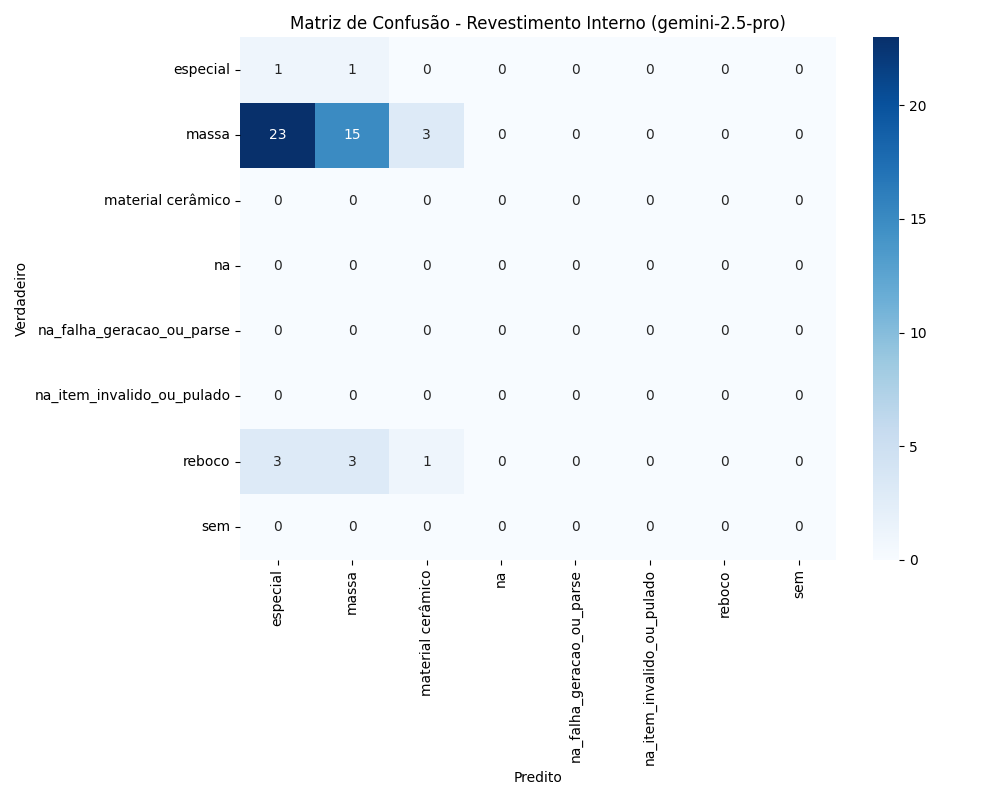 Matriz de Confusão - Revestimento Interno (gemini-2.5-pro)
especial 1 1 0 0 0 0 0 0
massa 23 15 3 0 0 0 0 0
material cerâmico 0 0 0 0 0 0 0 0
na 0 0 0 0 0 0 0 0
na_falha_geracao_ou_parse 0 0 0 0 0 0 0 0
na_item_invalido_ou_pulado 0 0 0 0 0 0 0 0
reboco 3 3 1 0 0 0 0 0
sem 0 0 0 0 0 0 0 0
Verdadeiro
especial
massa
material cerâmico
na
na_falha_geracao_ou_parse
na_item_invalido_ou_pulado
reboco
sem
Predito
20
15
10
5
0